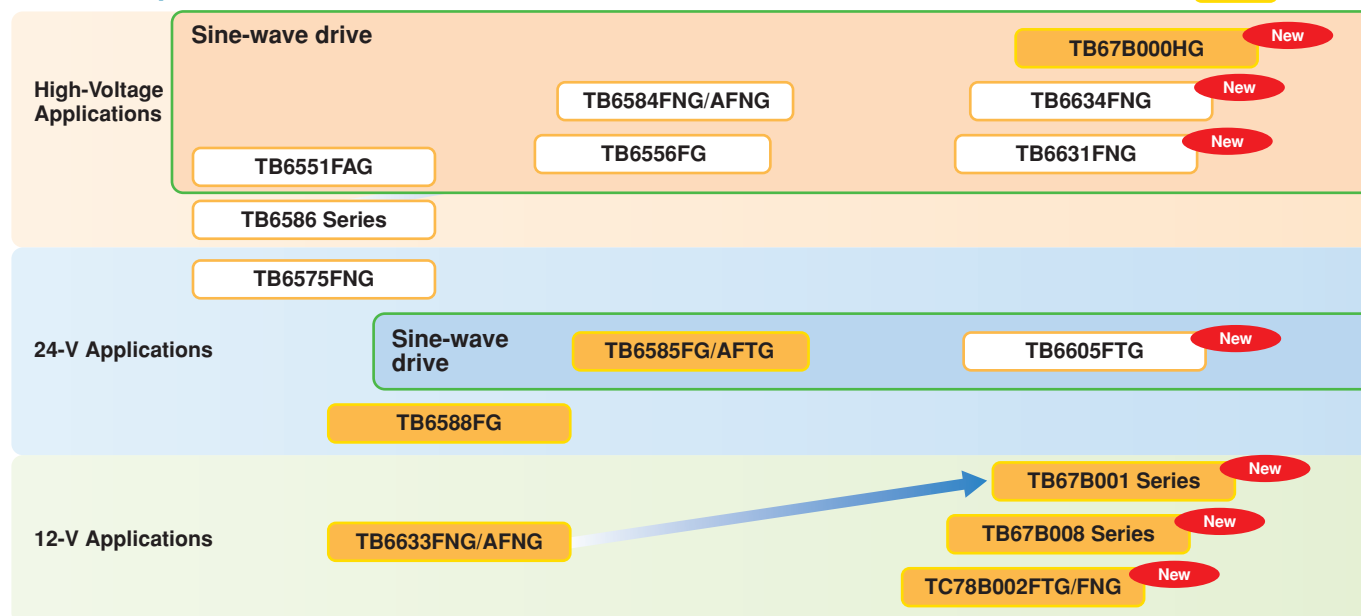 Sine-wave drive
TB67B000HG
New
High-Voltage
Applications
TB6584FNG/AFNG
TB6634FNG
New
TB6551FAG
TB6556FG
TB6631FNG
New
TB6586 Series
TB6575FNG
24-V Applications
Sine-wave
drive
TB6585FG/AFTG
TB6605FTG
New
TB6588FG
TB67B001 Series
New
12-V Applications
TB6633FNG/AFNG
TB67B008 Series
New
TC78B002FTG/FNG
New